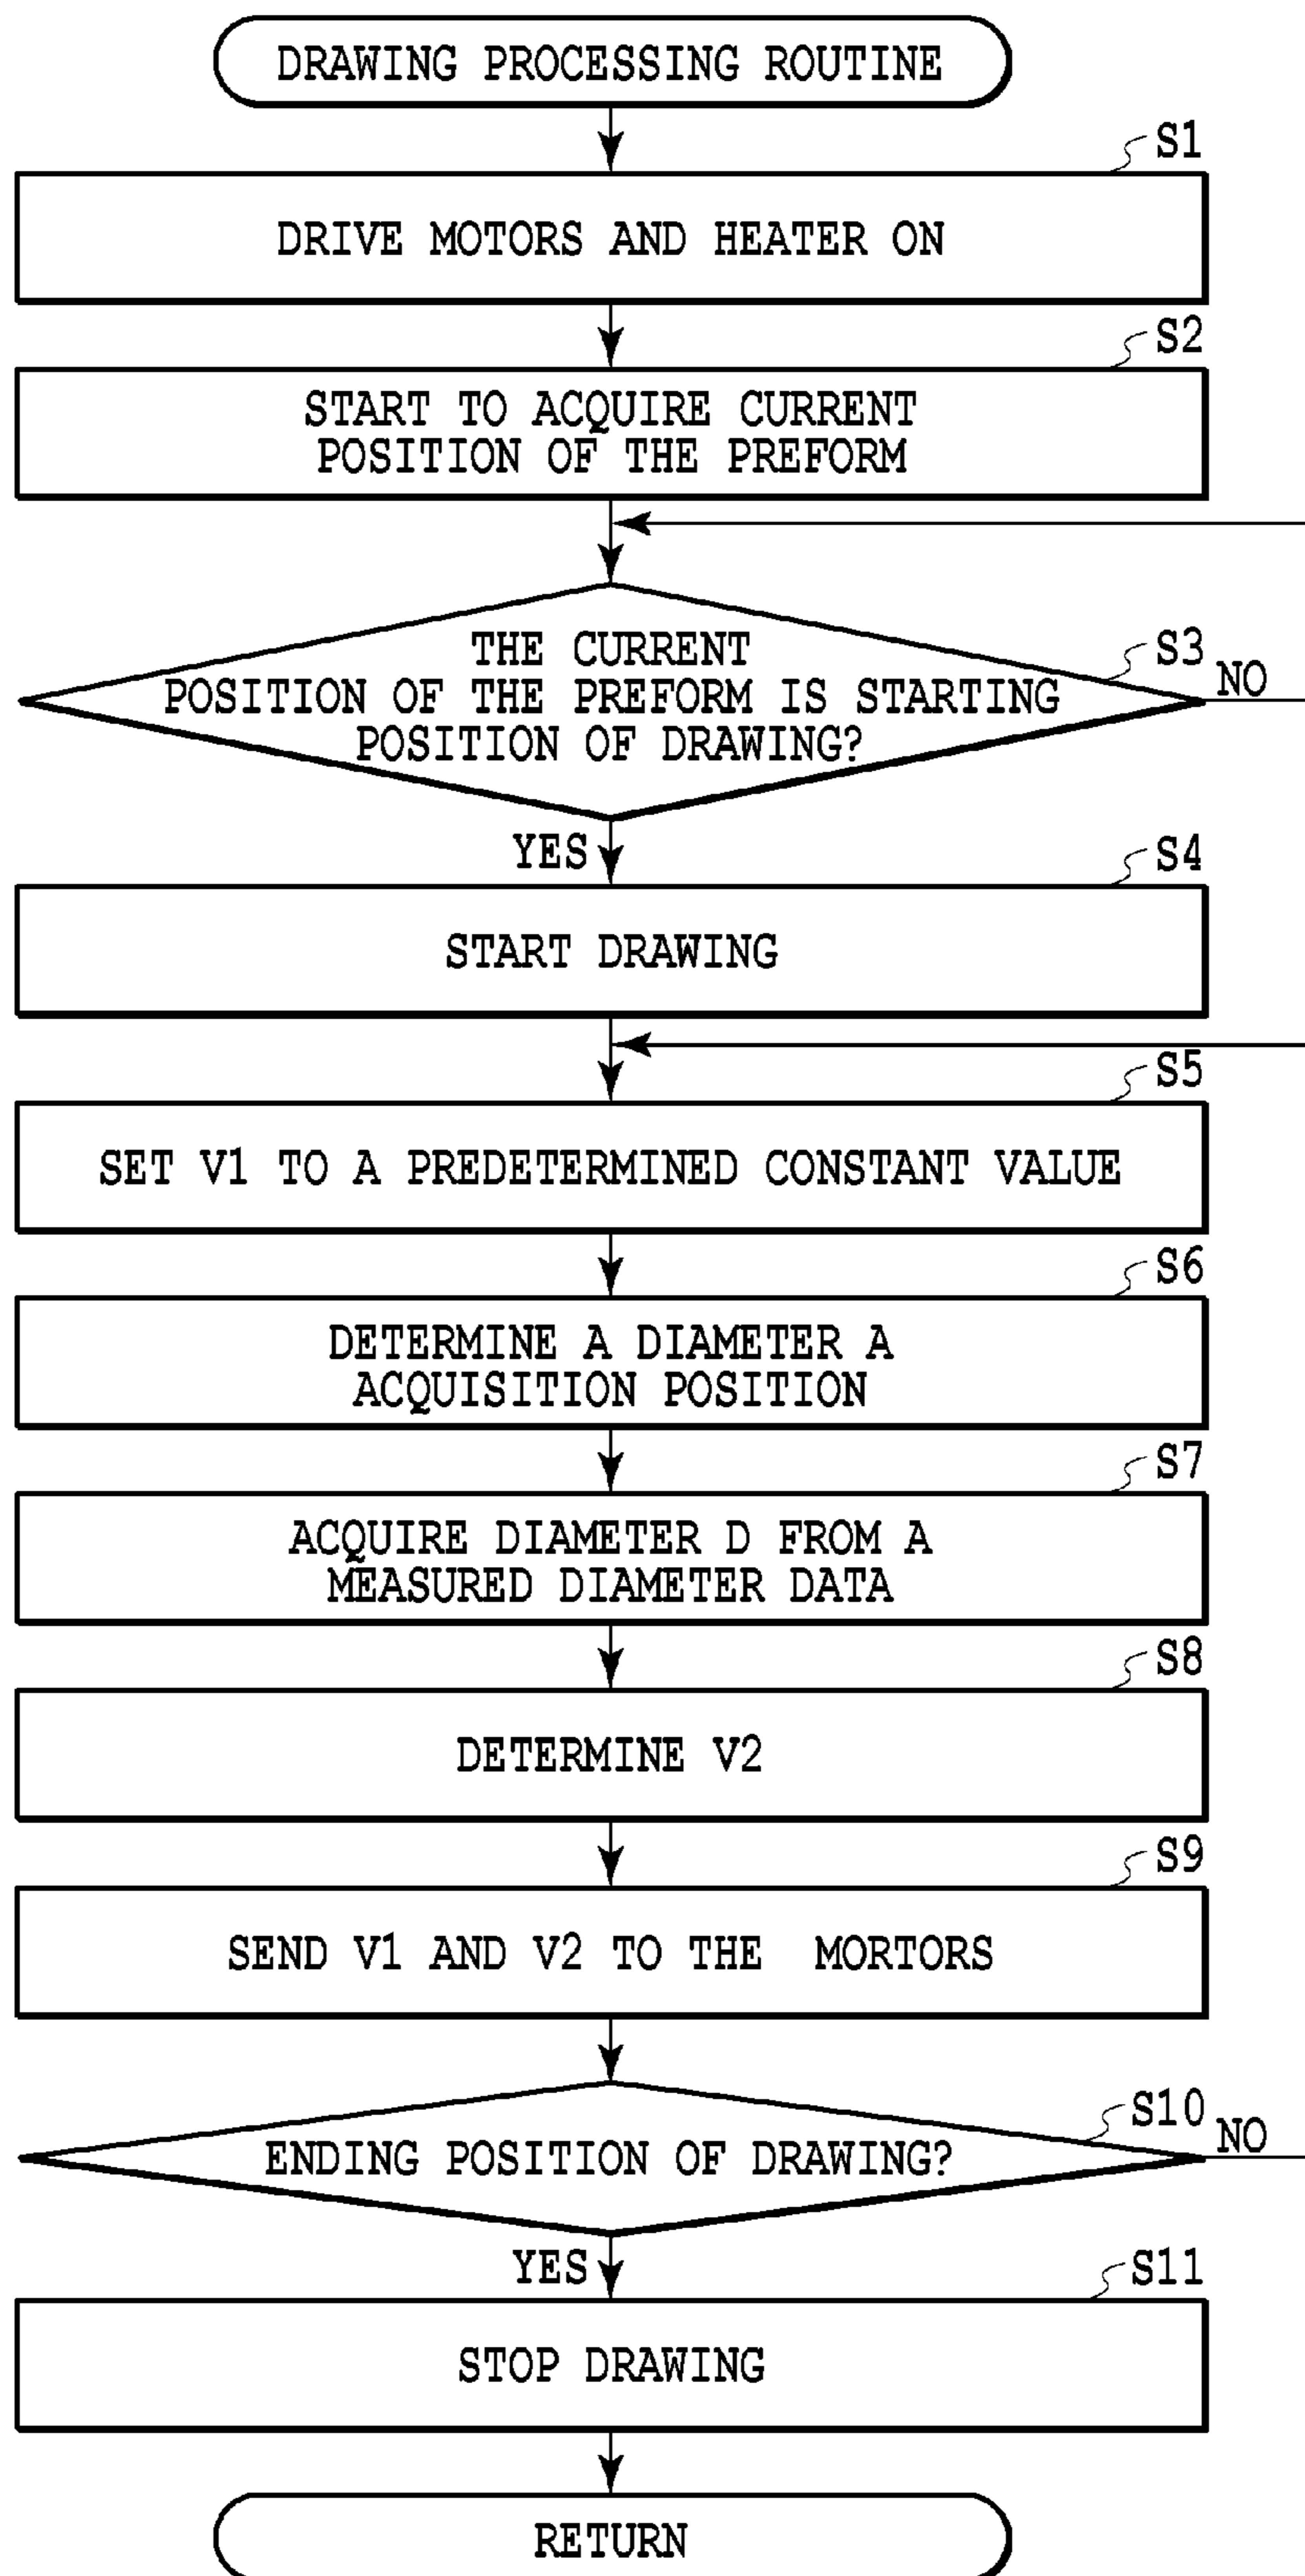 DRAWING PROCESSING ROUTINE
S1
DRIVE MOTORS AND HEATER ON
S2
START TO ACQUIRE CURRENT
POSITION OF THE PREFORM
S3
THE CURRENT
POSITION OF THE PREFORM IS STARTING
POSITION OF DRAWING?
NO
YES
S4
START DRAWING
S5
SET V1 TO A PREDETERMINED CONSTANT VALUE
S6
DETERMINE A DIAMETER A
ACQUISITION POSITION
S7
ACQUIRE DIAMETER D FROM A
MEASURED DIAMETER DATA
S8
DETERMINE V2
S9
SEND V1 AND V2 TO THE MORTORS
S10
ENDING POSITION OF DRAWING?
NO
YES
S11
STOP DRAWING
RETURN